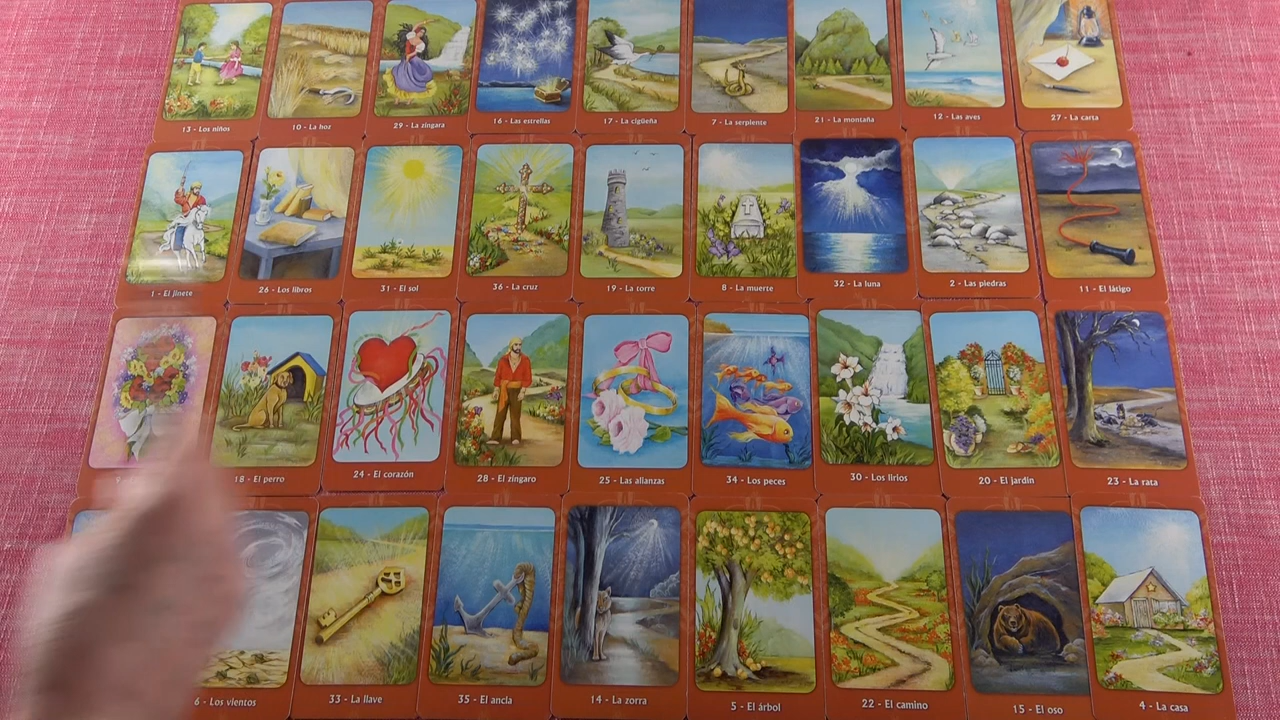 13 - Los niños
10 - La hoz
29 - La zíngara
16 - Las estrellas
17 - La cigüeña
7 - La serpiente
21 - La montaña
12 - Las aves
27 - La carta
1 - El jinete
26 - Los libros
31 - El sol
36 - La cruz
19 - La torre
8 - La muerte
32 - La luna
2 - Las piedras
11 - El látigo
9 -
18 - El perro
24 - El corazón
28 - El zíngaro
25 - Las alianzas
34 - Los peces
30 - Los lirios
20 - El jardín
23 - La rata
6 - Los vientos
33 - La llave
35 - El ancla
14 - La zorra
5 - El árbol
22 - El camino
15 - El oso
4 - La casa